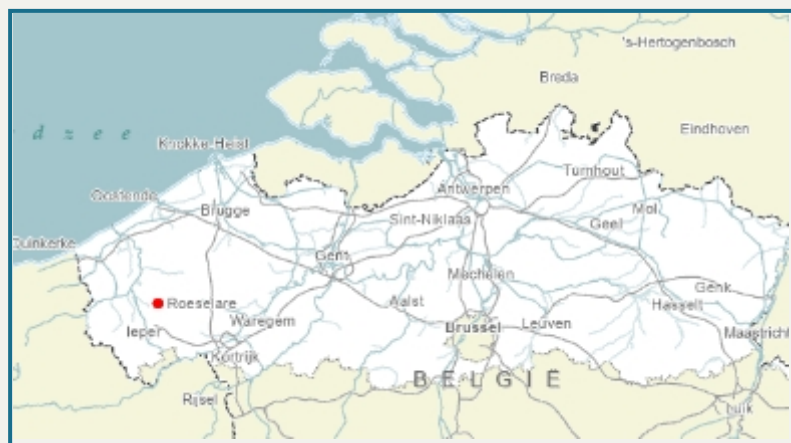 's-Hertogenbosch
Breda
d z e e
Eindhoven
Knokke-Heist
Turnhout
Antwerpen
Oostende
Mol
Brugge
Sint-Niklaas
Geel
Duinkerke
Gent
Mechelen
Genk
Roeselare
Aalst
Hasselt
Waregem
Ieper
Brussel
Leuven
Maastricht
Kortrijk
BELGIË
Rijsel
Luik